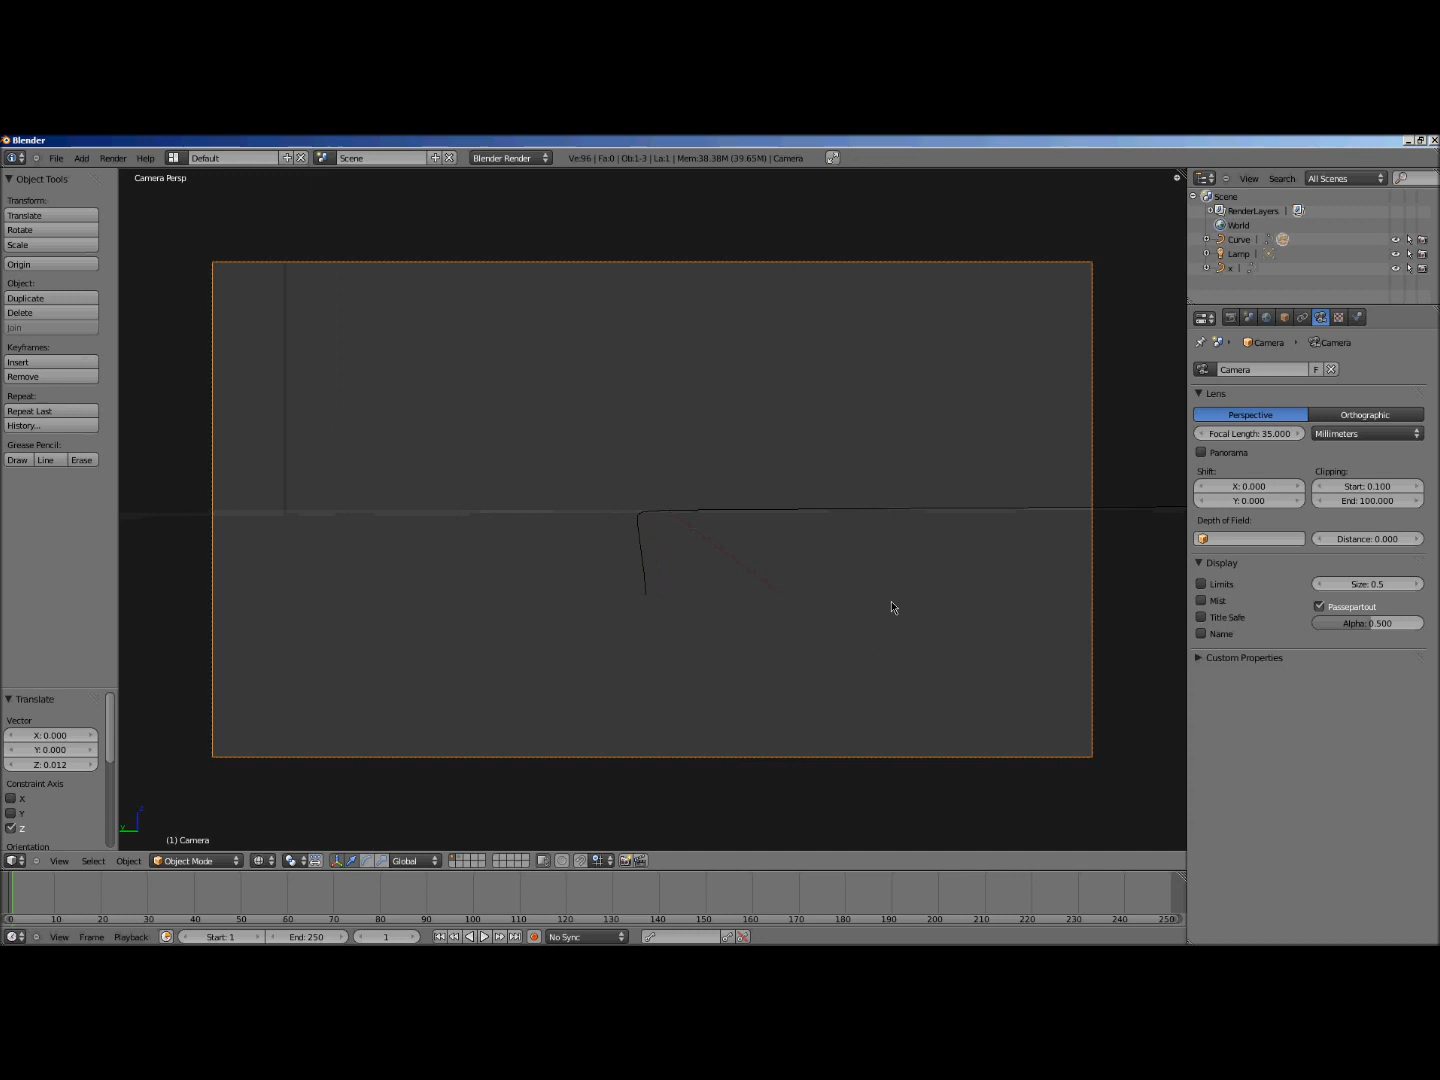 Blender
File Add Render Help Default Scene Blender Render Ve:96 | Fa:0 | Ob:1-3 | La:1 | Mem:38.38M (39.65M) | Camera
Object Tools
Transform:
Translate
Rotate
Scale
Origin
Object:
Duplicate
Delete
Join
Keyframes:
Insert
Remove
Repeat:
Repeat Last
History...
Grease Pencil:
Draw Line Erase
Translate
Vector
X: 0.000
Y: 0.000
Z: 0.012
Constraint Axis
X
Y
Z
Orientation
Camera Persp
(1) Camera
View Select Object Object Mode Global
0 10 20 30 40 50 60 70 80 90 100 110 120 130 140 150 160 170 180 190 200 210 220 230 240 250
View Frame Playback Start: 1 End: 250 1 No Sync
View Search All Scenes
Scene
RenderLayers |
World
Curve |
Lamp |
x |
Camera Camera
Camera F
Lens
Perspective Orthographic
Focal Length: 35.000 Millimeters
Panorama
Shift: Clipping:
X: 0.000 Start: 0.100
Y: 0.000 End: 100.000
Depth of Field:
Distance: 0.000
Display
Limits Size: 0.5
Mist Passepartout
Title Safe Alpha: 0.500
Name
Custom Properties